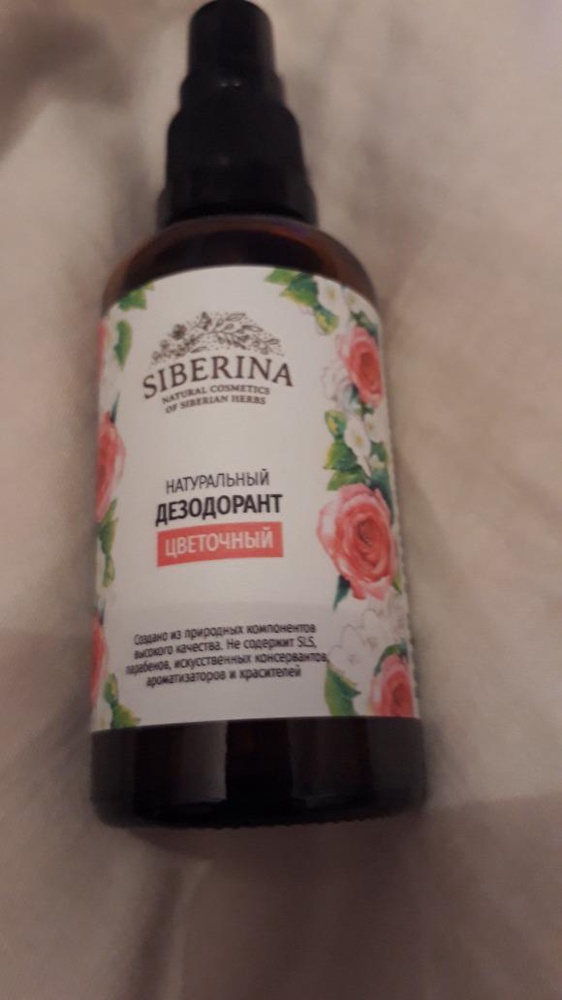 SIBERINA
NATURAL COSMETICS
OF SIBERIAN HERBS
НАТУРАЛЬНЫЙ
ДЕЗОДОРАНТ
ЦВЕТОЧНЫЙ
Создано из природных компонентов
высокого качества. Не содержит SLS,
парабенов, искусственных консервантов,
ароматизаторов и красителей